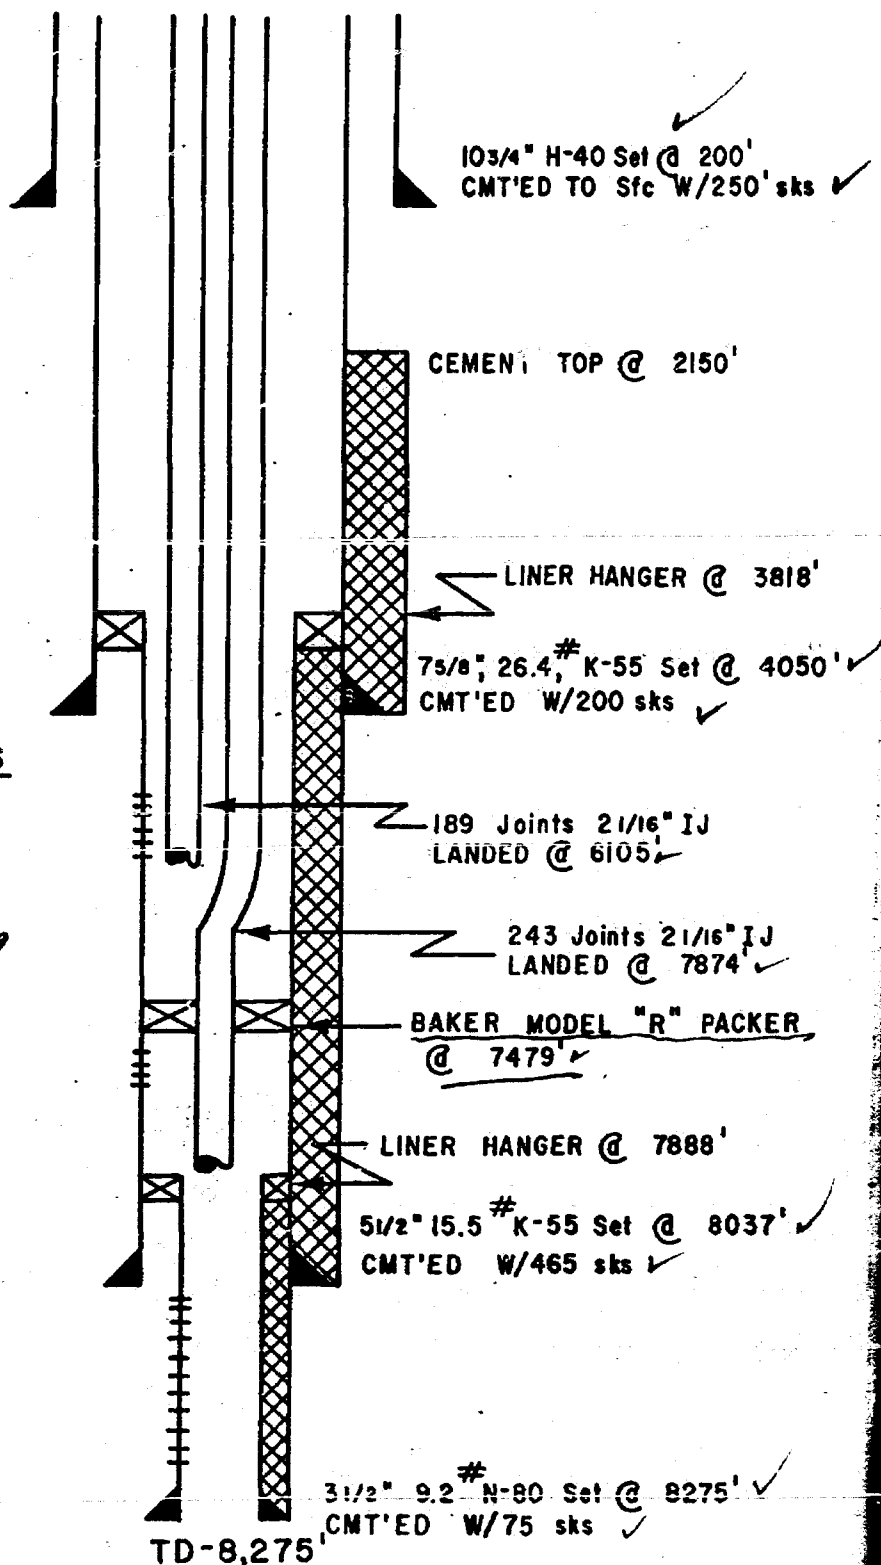 10 3/4" H-40 Set @ 200'
CMT'ED TO Sfc W/250' sks
CEMENT TOP @ 2150'
LINER HANGER @ 3818'
7 5/8", 26.4,# K-55 Set @ 4050'
CMT'ED W/200 sks
189 Joints 2 1/16" IJ
LANDED @ 6105'
243 Joints 2 1/16" IJ
LANDED @ 7874'
BAKER MODEL "R" PACKER
@ 7479'
LINER HANGER @ 7888'
5 1/2" 15.5 # K-55 Set @ 8037'
CMT'ED W/465 sks
3 1/2" 9.2 # N-80 Set @ 8275'
CMT'ED W/75 sks
TD-8,275'